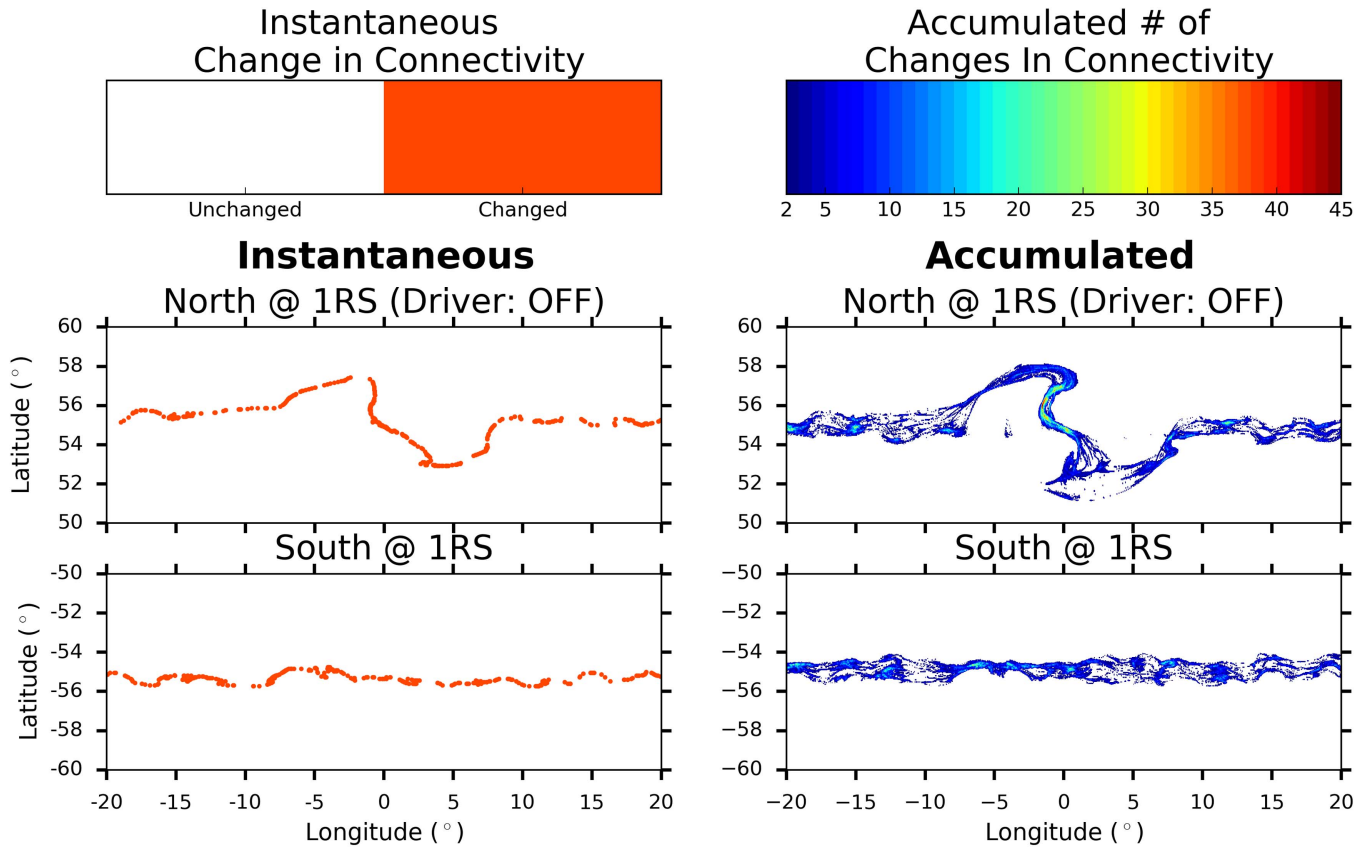 Instantaneous
Change in Connectivity
Unchanged Changed
Accumulated # of
Changes In Connectivity
2 5 10 15 20 25 30 35 40 45
Instantaneous
North @ 1RS (Driver: OFF)
60
58
56
54
52
50
Latitude (°)
Accumulated
North @ 1RS (Driver: OFF)
60
58
56
54
52
50
South @ 1RS
-50
-52
-54
-56
-58
-60
Latitude (°)
-20 -15 -10 -5 0 5 10 15 20
Longitude (°)
South @ 1RS
−50
−52
−54
−56
−58
−60
−20 −15 −10 −5 0 5 10 15 20
Longitude (°)